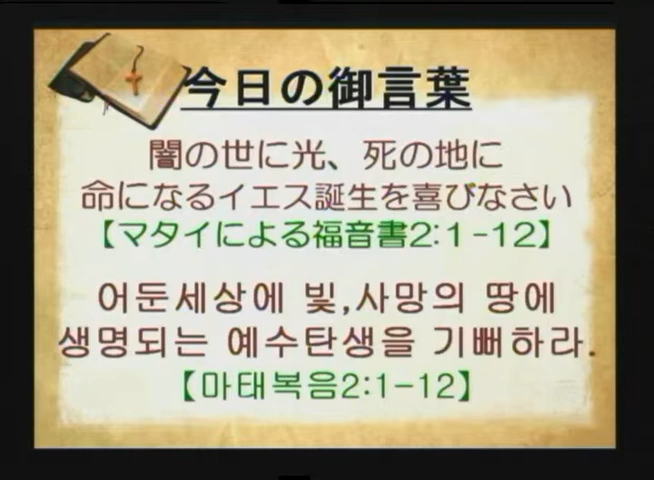 今日の御言葉
闇の世に光、死の地に
命になるイエス誕生を喜びなさい
【マタイによる福音書2:1-12】
어둔세상에 빛,사망의 땅에
생명되는 예수탄생을 기뻐하라.
【마태복음2:1-12】